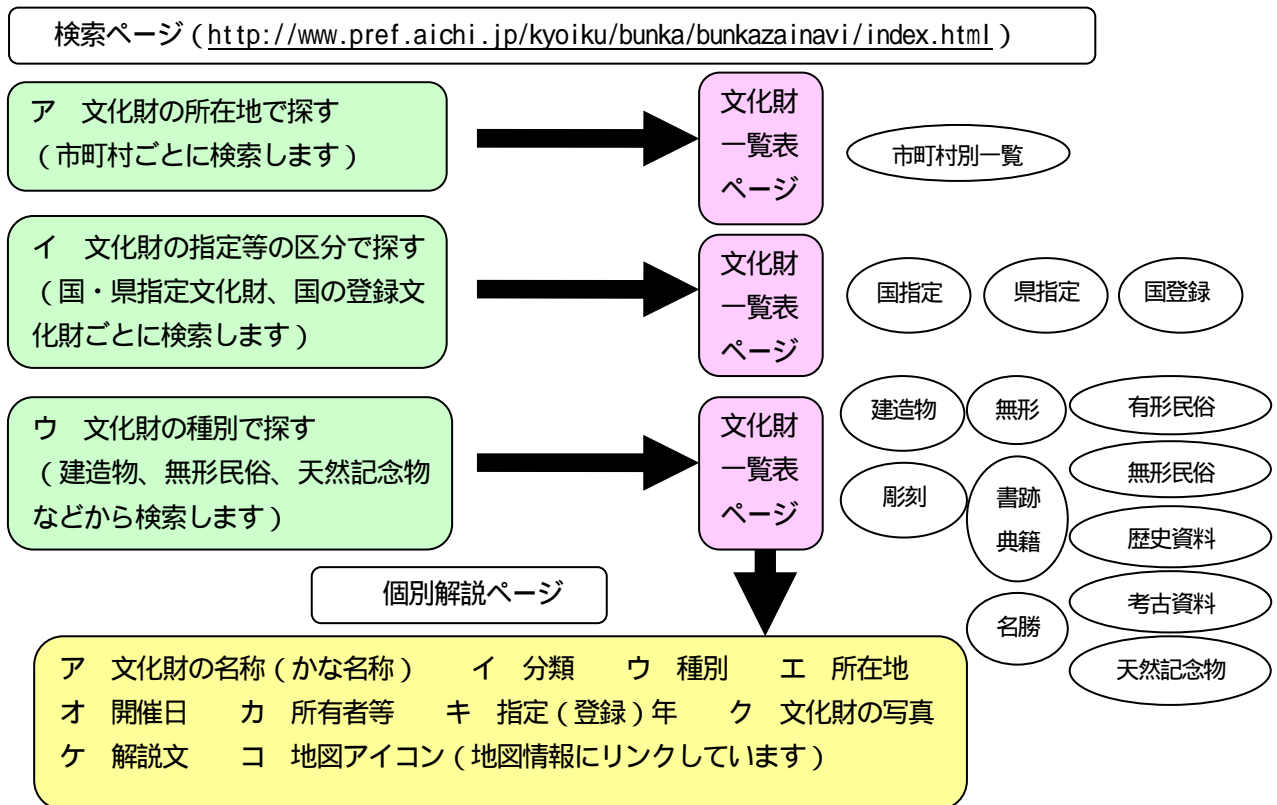 検索ページ（http://www.pref.aichi.jp/kyoiku/bunka/bunkazainavi/index.html）
ア　文化財の所在地で探す
（市町村ごとに検索します）
文化財
一覧表
ページ
市町村別一覧
イ　文化財の指定等の区分で探す
（国・県指定文化財、国の登録文
化財ごとに検索します）
文化財
一覧表
ページ
国指定
県指定
国登録
ウ　文化財の種別で探す
（建造物、無形民俗、天然記念物
などから検索します）
文化財
一覧表
ページ
建造物
無形
有形民俗
彫刻
書跡
典籍
無形民俗
歴史資料
名勝
考古資料
天然記念物
個別解説ページ
ア　文化財の名称（かな名称）　イ　分類　ウ　種別　エ　所在地
オ　開催日　カ　所有者等　キ　指定（登録）年　ク　文化財の写真
ケ　解説文　コ　地図アイコン（地図情報にリンクしています）